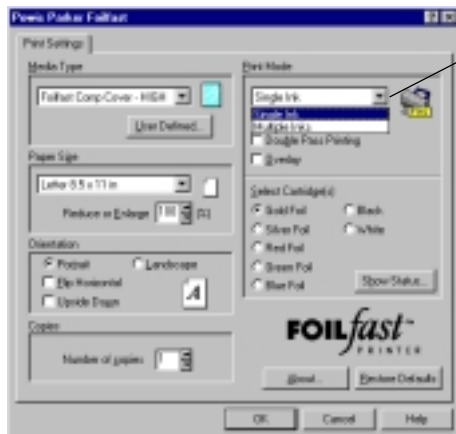 Powis Parker Foilfast
Print Settings
Media Type
Foilfast Comp-Cover - HIGH
User Defined...
Paper Size
Letter 8.5 x 11 in
Reduce or Enlarge 100 (%)
Orientation
Portrait
Landscape
Flip Horizontal
Upside Down
A
Copies
Number of copies 1
Print Mode
Single Ink
Single Ink
Multiple Inks
Double Pass Printing
Overlay
Select Cartridge(s)
Gold Foil
Black
Silver Foil
White
Red Foil
Green Foil
Blue Foil
Show Status...
FOILfast™
PRINTER
About...
Restore Defaults
OK
Cancel
Help